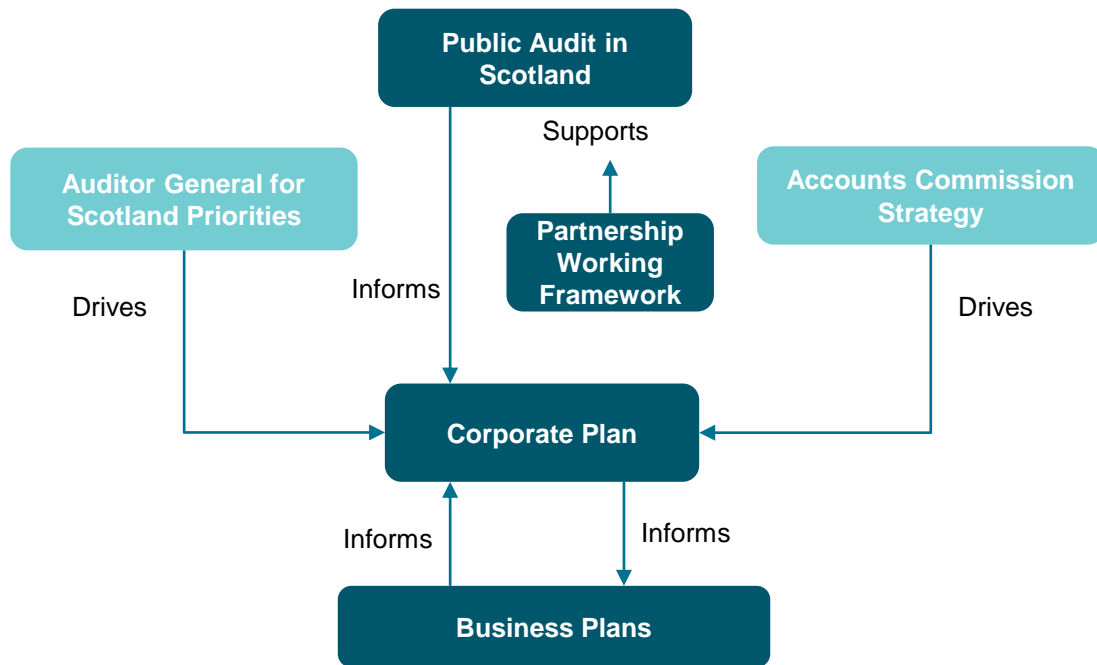 Public Audit in
Scotland
Supports
Auditor General for
Scotland Priorities
Accounts Commission
Strategy
Partnership
Working
Framework
Drives
Informs
Drives
Corporate Plan
Informs
Informs
Business Plans